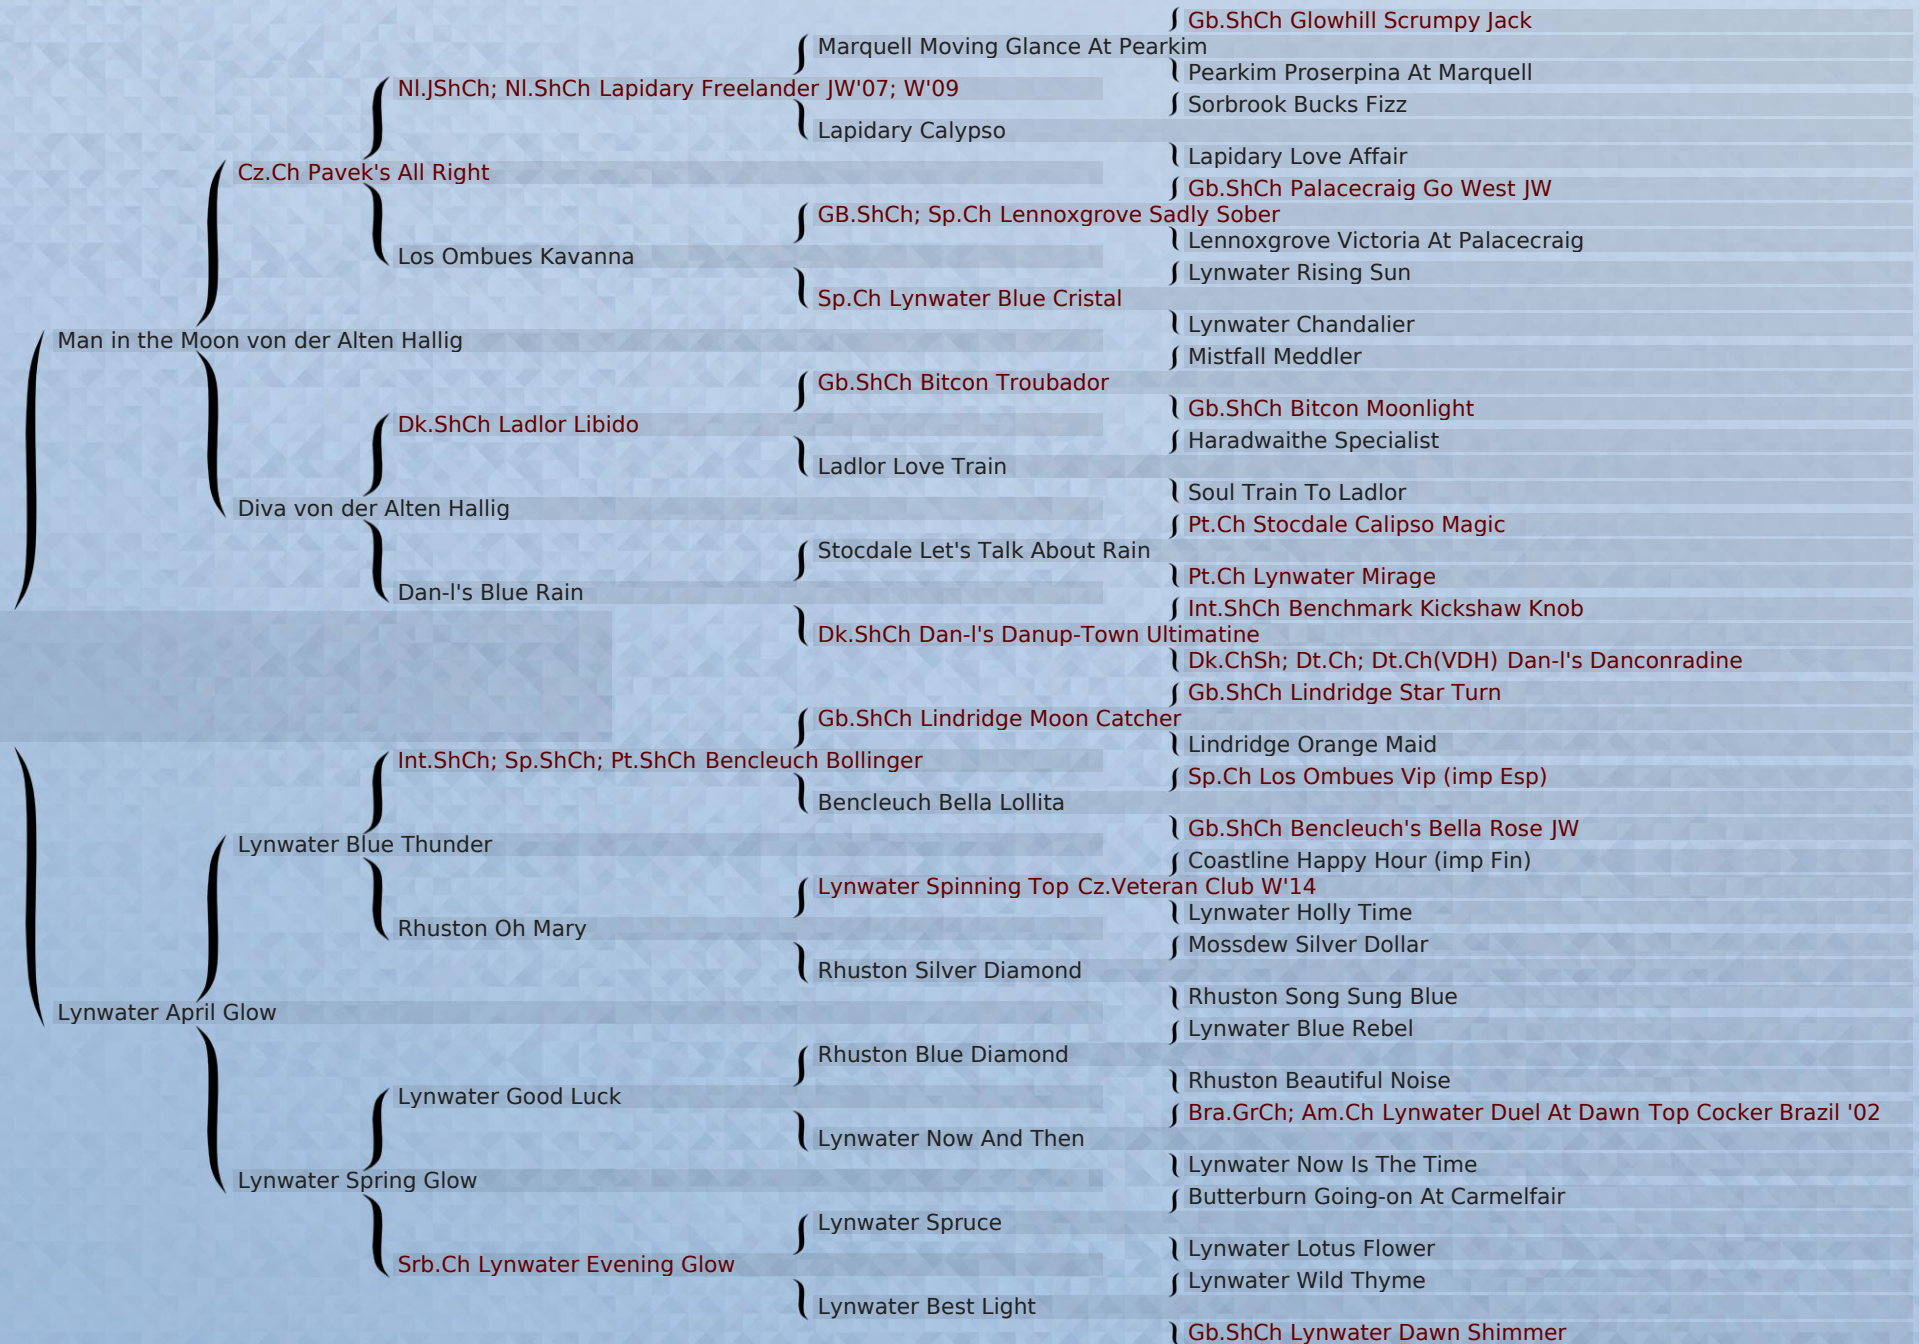 Gb.ShCh Glowhill Scrumpy Jack
Marquell Moving Glance At Pearkim
Pearkim Proserpina At Marquell
Nl.JShCh; Nl.ShCh Lapidary Freelander JW'07; W'09
Sorbrook Bucks Fizz
Lapidary Calypso
Lapidary Love Affair
Cz.Ch Pavek's All Right
Gb.ShCh Palacecraig Go West JW
GB.ShCh; Sp.Ch Lennoxgrove Sadly Sober
Lennoxgrove Victoria At Palacecraig
Los Ombues Kavanna
Lynwater Rising Sun
Sp.Ch Lynwater Blue Cristal
Lynwater Chandalier
Man in the Moon von der Alten Hallig
Mistfall Meddler
Gb.ShCh Bitcon Troubador
Gb.ShCh Bitcon Moonlight
Dk.ShCh Ladlor Libido
Haradwaithe Specialist
Ladlor Love Train
Soul Train To Ladlor
Diva von der Alten Hallig
Pt.Ch Stocdale Calipso Magic
Stocdale Let's Talk About Rain
Pt.Ch Lynwater Mirage
Dan-l's Blue Rain
Int.ShCh Benchmark Kickshaw Knob
Dk.ShCh Dan-l's Danup-Town Ultimatine
Dk.ChSh; Dt.Ch; Dt.Ch(VDH) Dan-l's Danconradine
Gb.ShCh Lindridge Star Turn
Gb.ShCh Lindridge Moon Catcher
Lindridge Orange Maid
Int.ShCh; Sp.ShCh; Pt.ShCh Bencleuch Bollinger
Sp.Ch Los Ombues Vip (imp Esp)
Bencleuch Bella Lollita
Gb.ShCh Bencleuch's Bella Rose JW
Lynwater Blue Thunder
Coastline Happy Hour (imp Fin)
Lynwater Spinning Top Cz.Veteran Club W'14
Lynwater Holly Time
Rhuston Oh Mary
Mossdew Silver Dollar
Rhuston Silver Diamond
Rhuston Song Sung Blue
Lynwater April Glow
Lynwater Blue Rebel
Rhuston Blue Diamond
Rhuston Beautiful Noise
Lynwater Good Luck
Bra.GrCh; Am.Ch Lynwater Duel At Dawn Top Cocker Brazil '02
Lynwater Now And Then
Lynwater Now Is The Time
Lynwater Spring Glow
Butterburn Going-on At Carmelfair
Lynwater Spruce
Lynwater Lotus Flower
Srb.Ch Lynwater Evening Glow
Lynwater Wild Thyme
Lynwater Best Light
Gb.ShCh Lynwater Dawn Shimmer